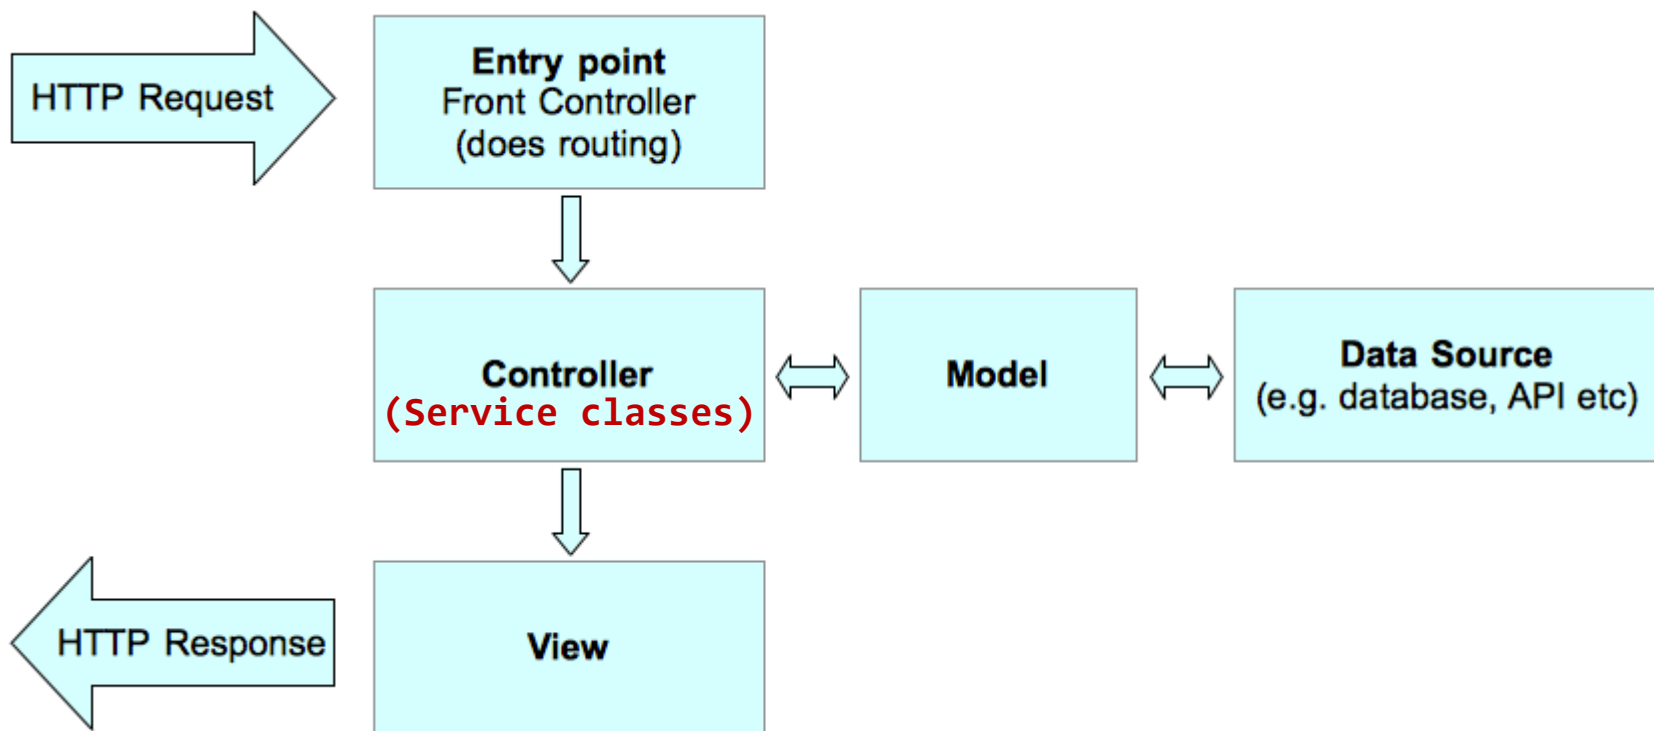 HTTP Request
Entry point
Front Controller
(does routing)
Controller
(Service classes)
Model
Data Source
(e.g. database, API etc)
HTTP Response
View